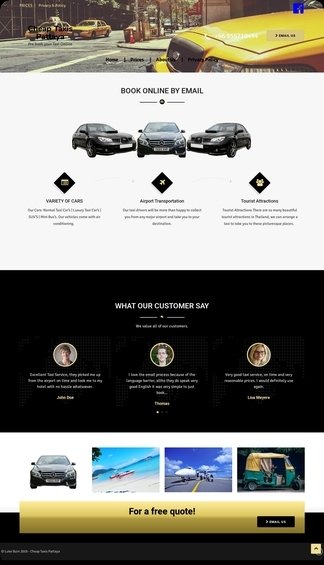 PRICES Privacy & Policy
Cheap Taxis
Pattaya
Pre book your Taxi Online
EMAIL US
Home | Prices | About us | Privacy Policy
BOOK ONLINE BY EMAIL
VARIETY OF CARS
Our Cars: Normal Taxi Car's | Luxury Taxi Car's |
SUV'S | Mini Bus's. Our vehicles come with air
conditioning.
Airport Transportation
Our taxi drivers will be more than happy to collect
you from any major airport and take you to your
destination.
Tourist Attractions
Tourist Attractions There are so many beautiful
tourist attractions in Thailand, we can arrange a
taxi to take you to these picturesque places.
WHAT OUR CUSTOMER SAY
We value all of our customers.
Excellent Taxi Service, they picked me up
from the airport on time and took me to my
hotel with no hassle whatsoever.
John Doe
I love the email process because of the
language barrier, altho they do speak very
good English it was very simple to just
book...
Thomas
Very good taxi service, on time and very
reasonable prices. I would definitely use
again.
Lisa Meyere
For a free quote!
EMAIL US
Cheap Taxis Pattaya